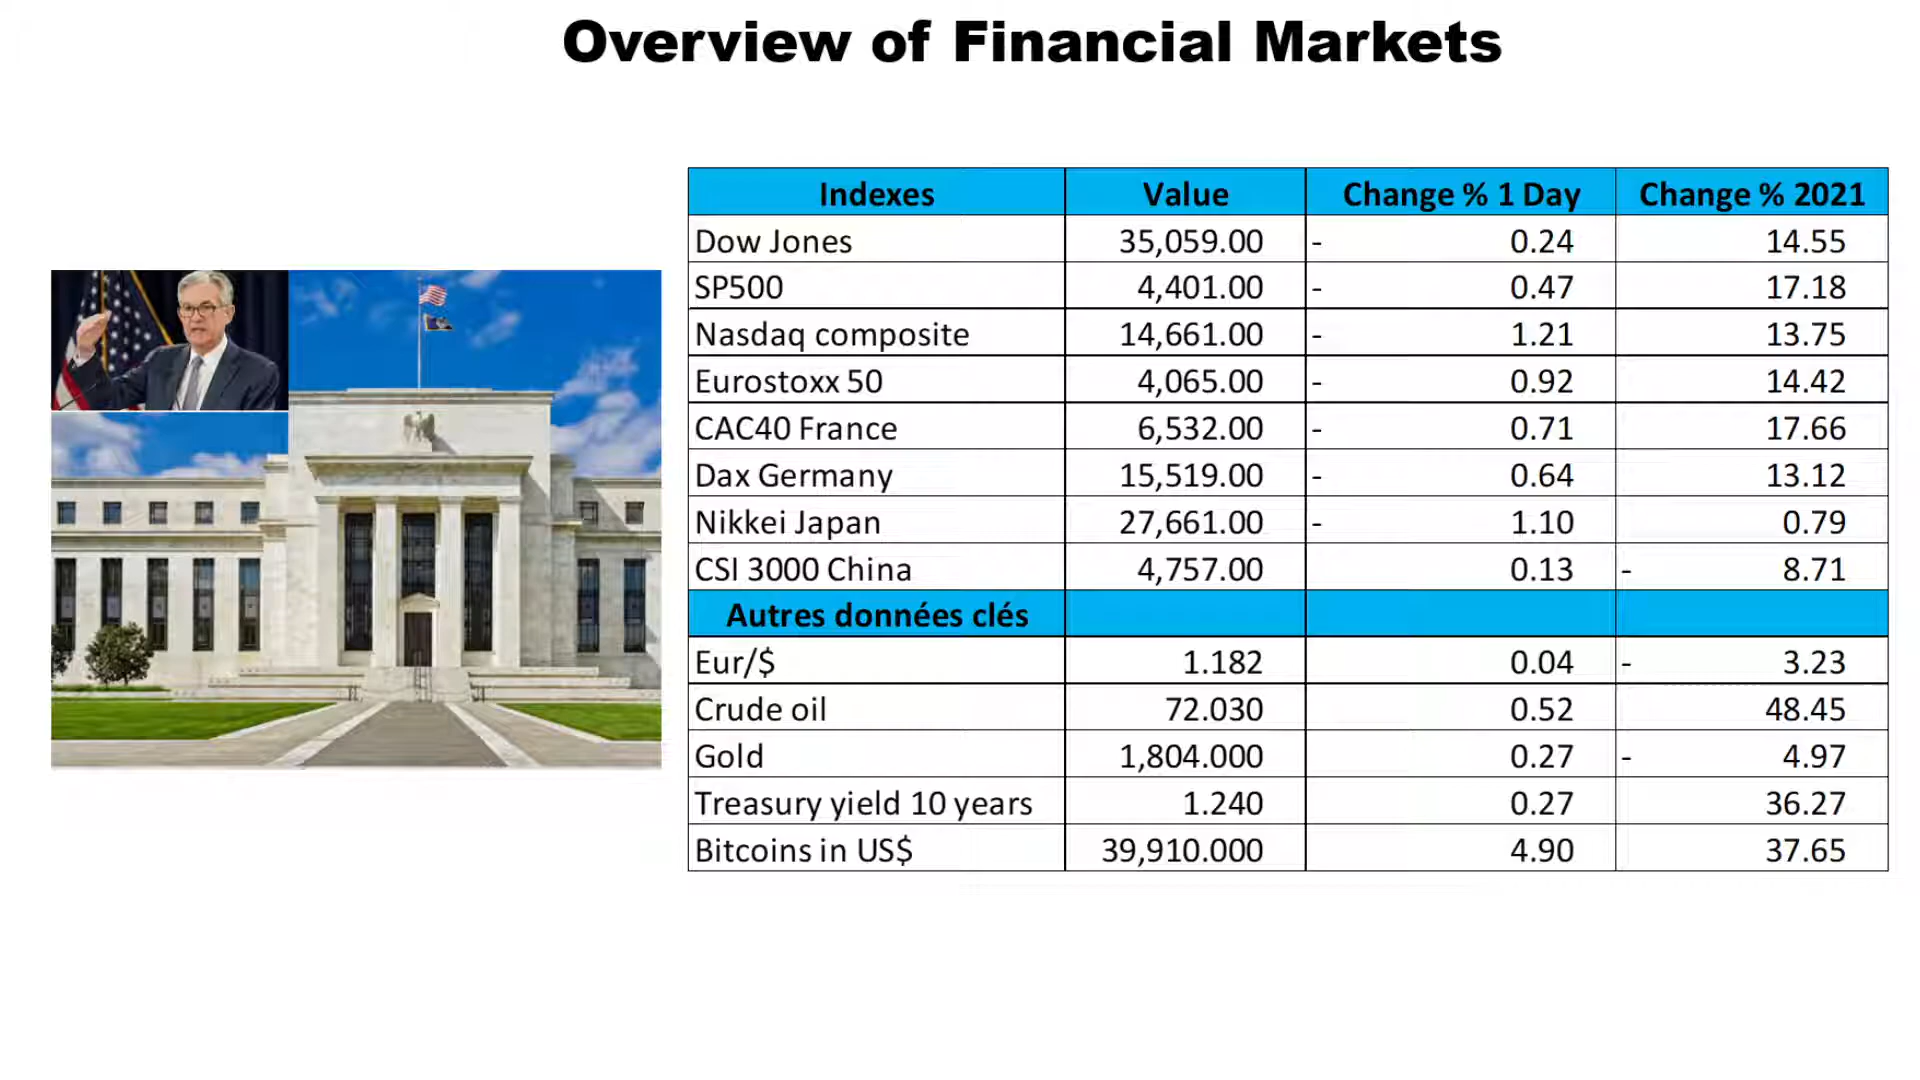 Overview of Financial Markets
Indexes Value Change % 1 Day Change % 2021
Dow Jones 35,059.00 - 0.24 14.55
SP500 4,401.00 - 0.47 17.18
Nasdaq composite 14,661.00 - 1.21 13.75
Eurostoxx 50 4,065.00 - 0.92 14.42
CAC40 France 6,532.00 - 0.71 17.66
Dax Germany 15,519.00 - 0.64 13.12
Nikkei Japan 27,661.00 - 1.10 0.79
CSI 3000 China 4,757.00 0.13 - 8.71
Autres données clés
Eur/$ 1.182 0.04 - 3.23
Crude oil 72.030 0.52 48.45
Gold 1,804.000 0.27 - 4.97
Treasury yield 10 years 1.240 0.27 36.27
Bitcoins in US$ 39,910.000 4.90 37.65